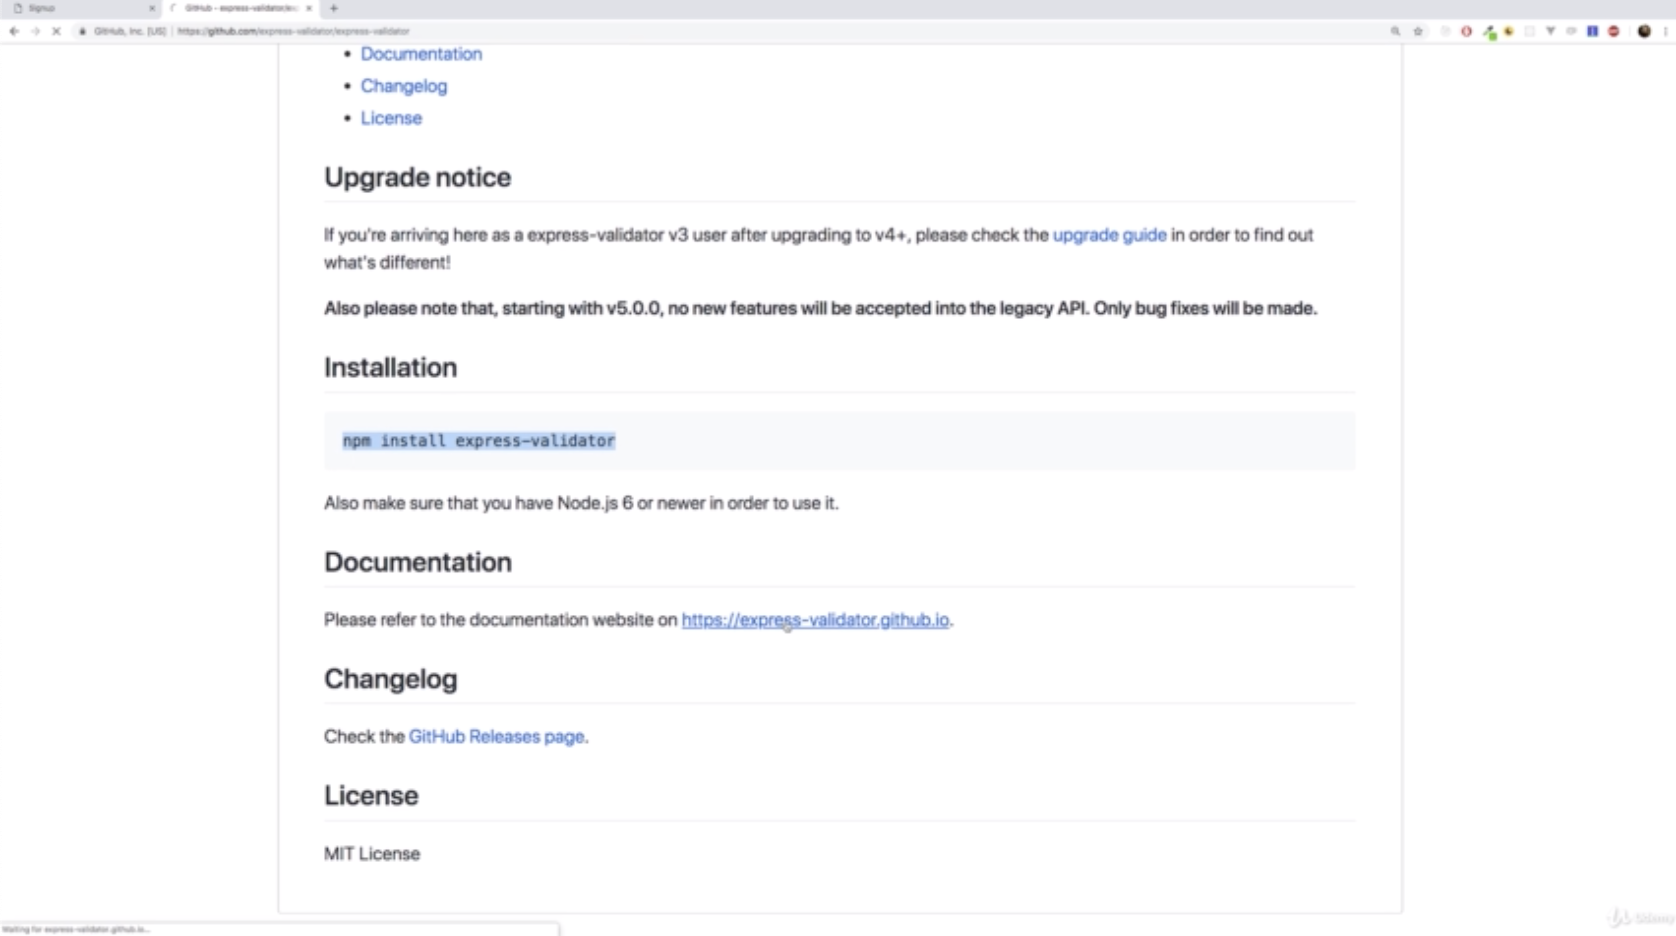 Signup
GitHub - express-validator/ex
GitHub, Inc. [US] | https://github.com/express-validator/express-validator
Documentation
Changelog
License
Upgrade notice
If you're arriving here as a express-validator v3 user after upgrading to v4+, please check the upgrade guide in order to find out
what's different!
Also please note that, starting with v5.0.0, no new features will be accepted into the legacy API. Only bug fixes will be made.
Installation
npm install express-validator
Also make sure that you have Node.js 6 or newer in order to use it.
Documentation
Please refer to the documentation website on https://express-validator.github.io.
Changelog
Check the GitHub Releases page.
License
MIT License
Waiting for express-validator.github.io...
Udemy